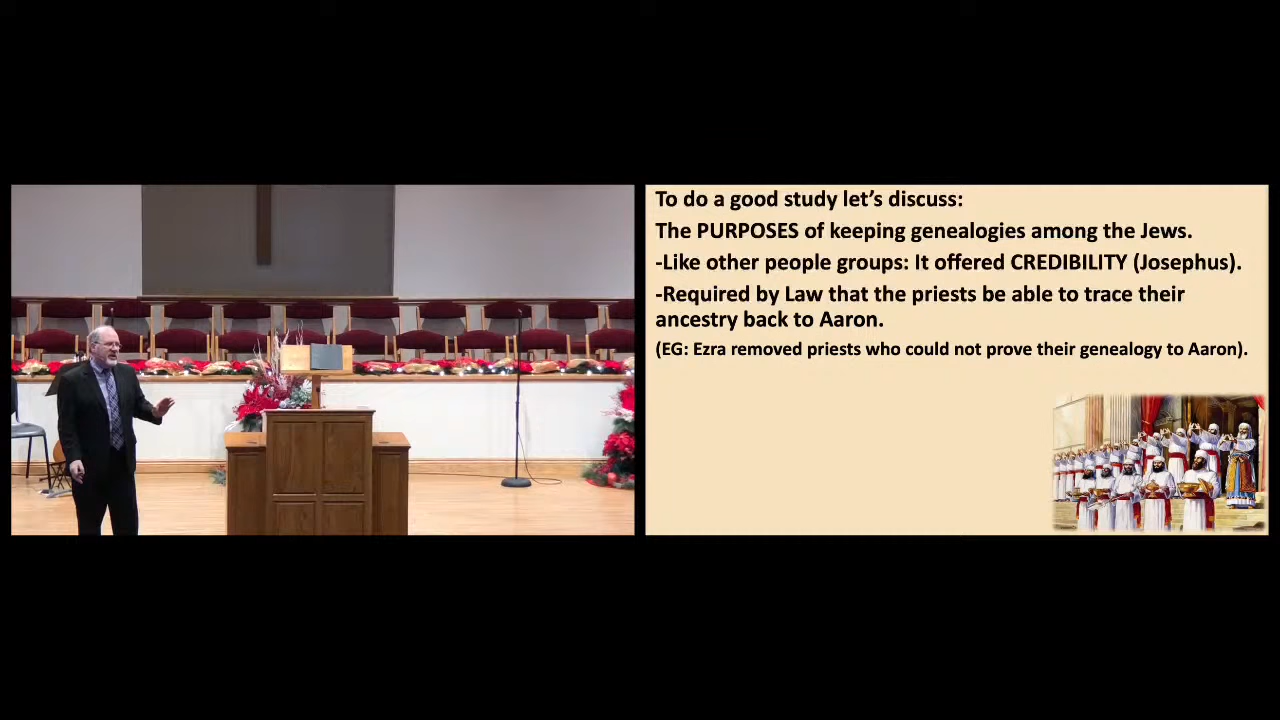 To do a good study let’s discuss:
The PURPOSES of keeping genealogies among the Jews.
-Like other people groups: It offered CREDIBILITY (Josephus).
-Required by Law that the priests be able to trace their
ancestry back to Aaron.
(EG: Ezra removed priests who could not prove their genealogy to Aaron).